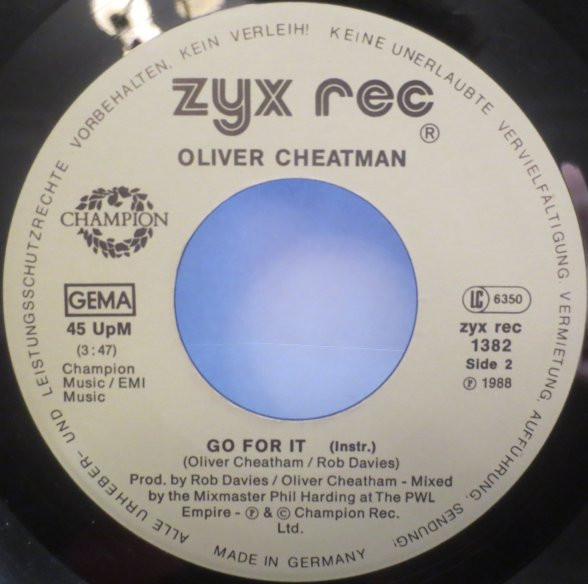 ALLE URHEBER- UND LEISTUNGSSCHUTZRECHTE VORBEHALTEN. KEIN VERLEIH! KEINE UNERLAUBTE VERVIELFÄLTIGUNG, VERMIETUNG, AUFFÜHRUNG, SENDUNG!
zyx rec
®
OLIVER CHEATMAN
CHAMPION
GEMA
45 UpM
(3:47)
Champion
Music / EMI
Music
LC 6350
zyx rec
1382
Side 2
℗ 1988
GO FOR IT (Instr.)
(Oliver Cheatham / Rob Davies)
Prod. by Rob Davies / Oliver Cheatham - Mixed
by the Mixmaster Phil Harding at The PWL
Empire - ℗ & © Champion Rec.
Ltd.
MADE IN GERMANY